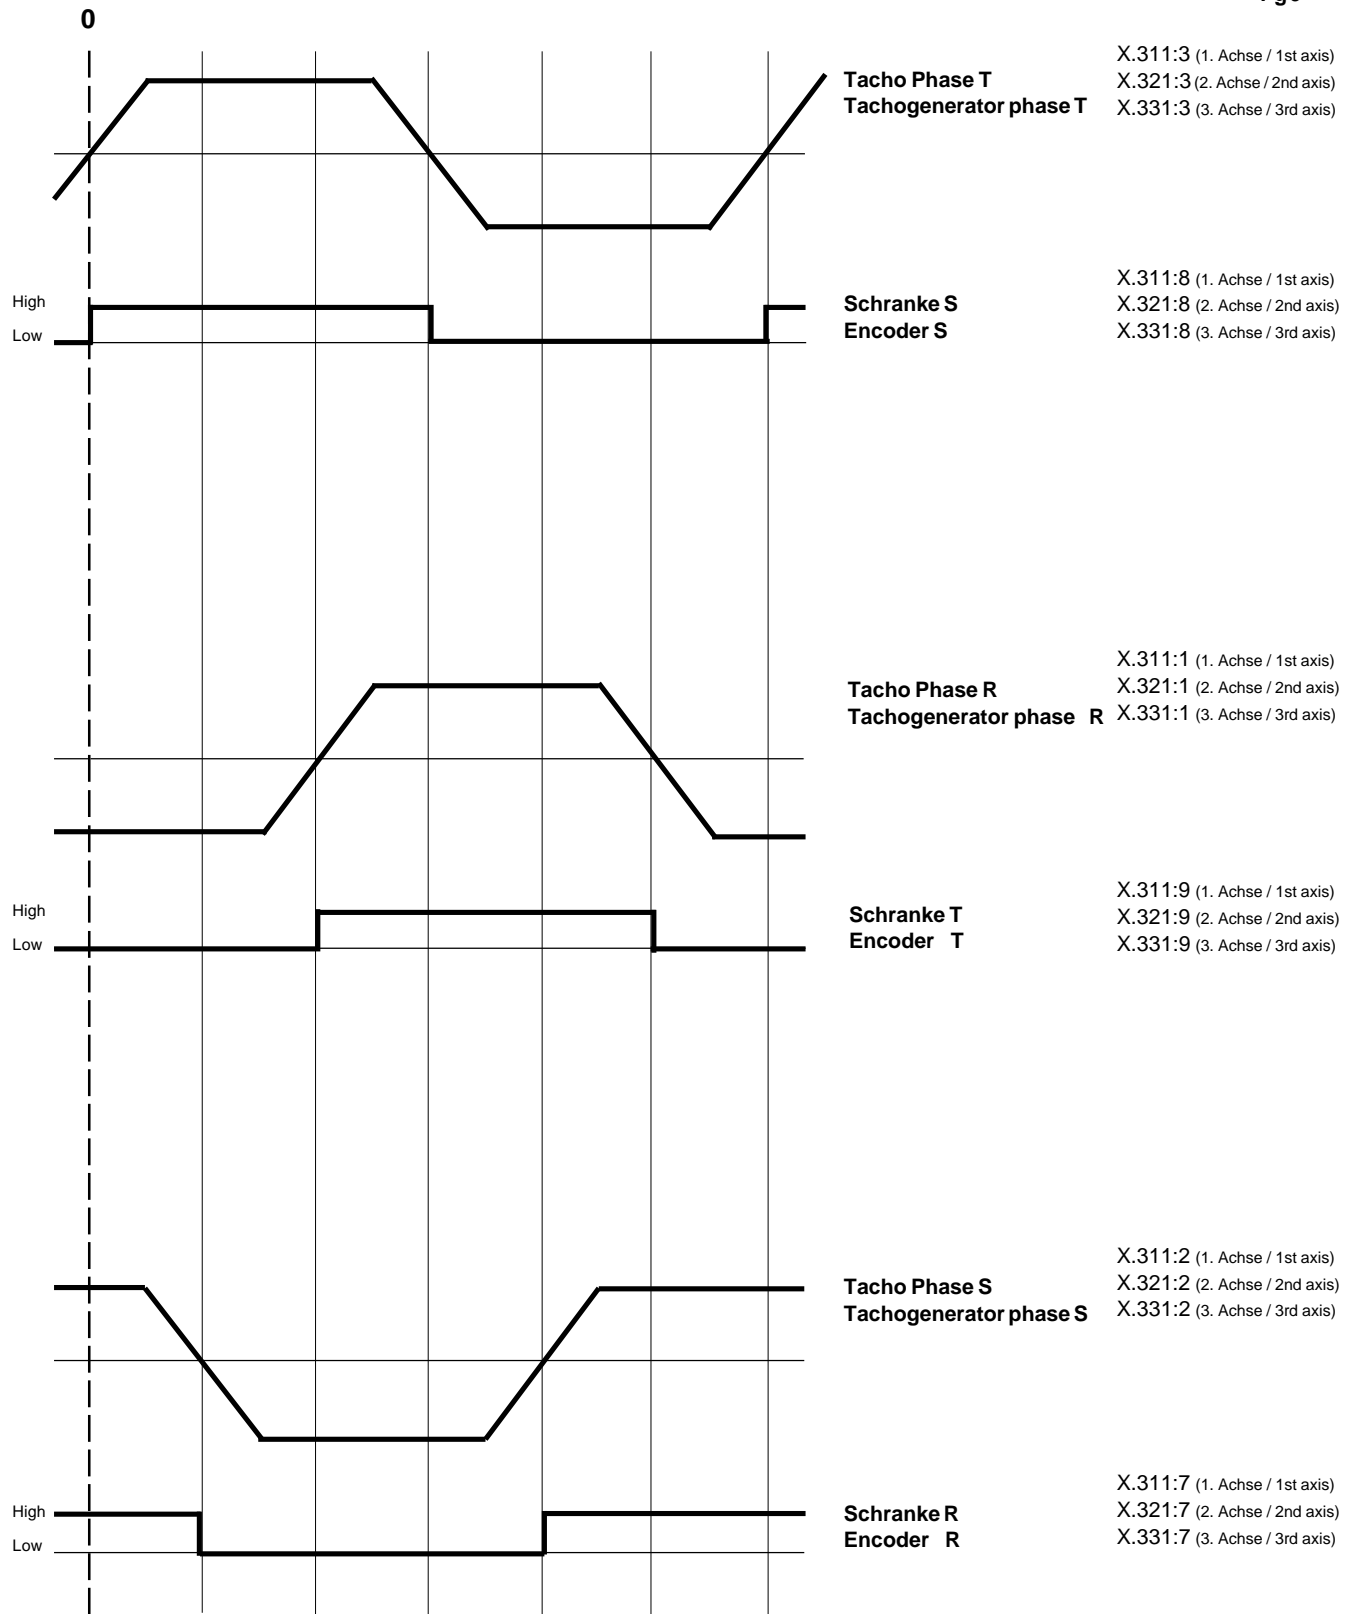 0
Tacho Phase T
Tachogenerator phase T
X.311:3 (1. Achse / 1st axis)
X.321:3 (2. Achse / 2nd axis)
X.331:3 (3. Achse / 3rd axis)
High
Low
Schranke S
Encoder S
X.311:8 (1. Achse / 1st axis)
X.321:8 (2. Achse / 2nd axis)
X.331:8 (3. Achse / 3rd axis)
Tacho Phase R
Tachogenerator phase R
X.311:1 (1. Achse / 1st axis)
X.321:1 (2. Achse / 2nd axis)
X.331:1 (3. Achse / 3rd axis)
High
Low
Schranke T
Encoder T
X.311:9 (1. Achse / 1st axis)
X.321:9 (2. Achse / 2nd axis)
X.331:9 (3. Achse / 3rd axis)
Tacho Phase S
Tachogenerator phase S
X.311:2 (1. Achse / 1st axis)
X.321:2 (2. Achse / 2nd axis)
X.331:2 (3. Achse / 3rd axis)
High
Low
Schranke R
Encoder R
X.311:7 (1. Achse / 1st axis)
X.321:7 (2. Achse / 2nd axis)
X.331:7 (3. Achse / 3rd axis)